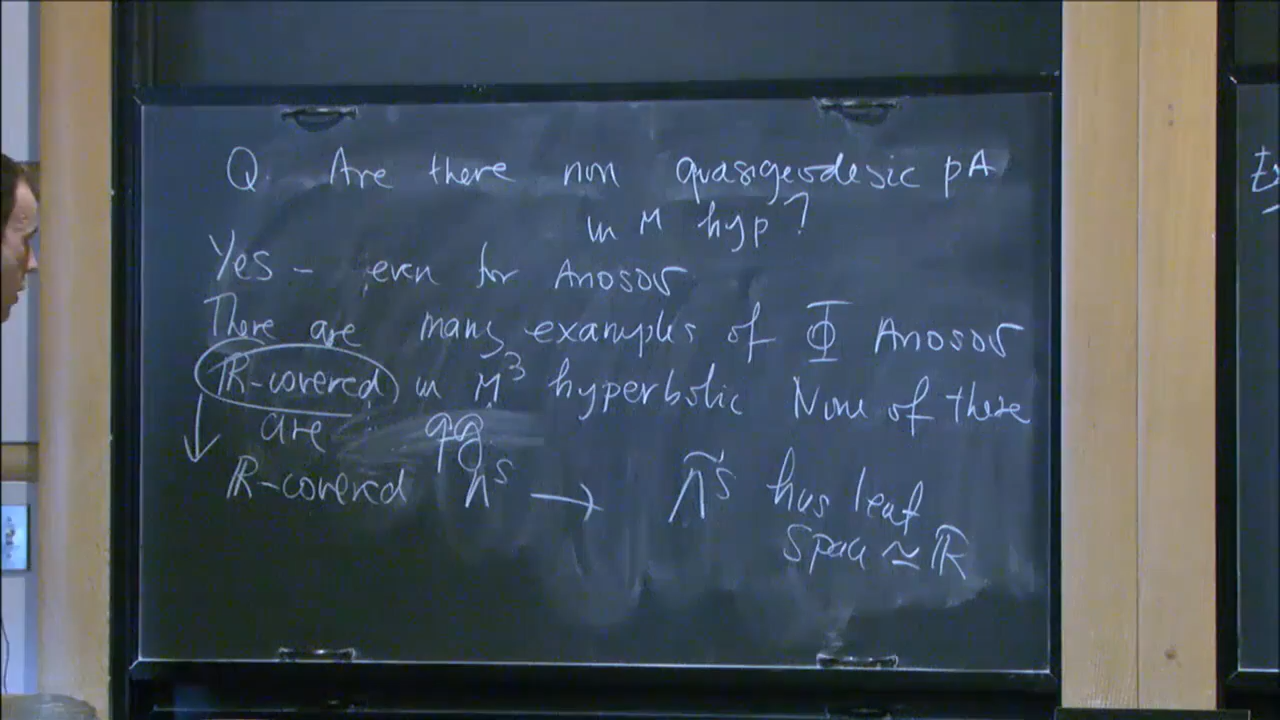 Q. Are there non quasigeodesic pA
in M hyp?
Yes - even for Anosov
There are many examples of Φ Anosov
ℝ-covered in M³ hyperbolic None of these
are qg
ℝ-covered Λˢ → Λ̃ˢ has leaf
space ≃ ℝ